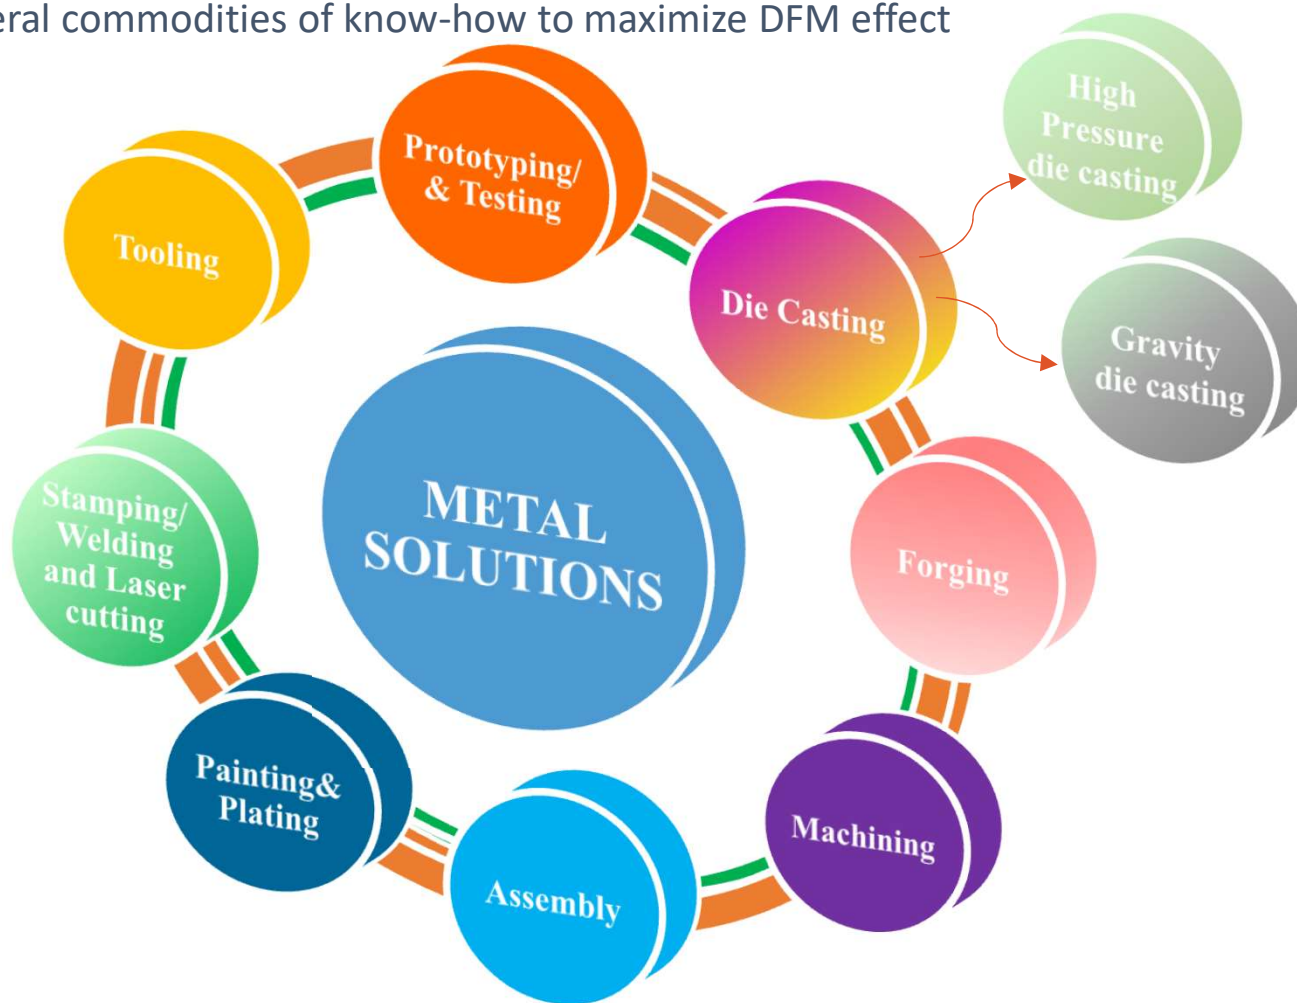 eral commodities of know-how to maximize DFM effect
High
Pressure
die casting
Prototyping/
& Testing
Tooling
Die Casting
Gravity
die casting
METAL
SOLUTIONS
Stamping/
Welding
and Laser
cutting
Forging
Painting&
Plating
Machining
Assembly